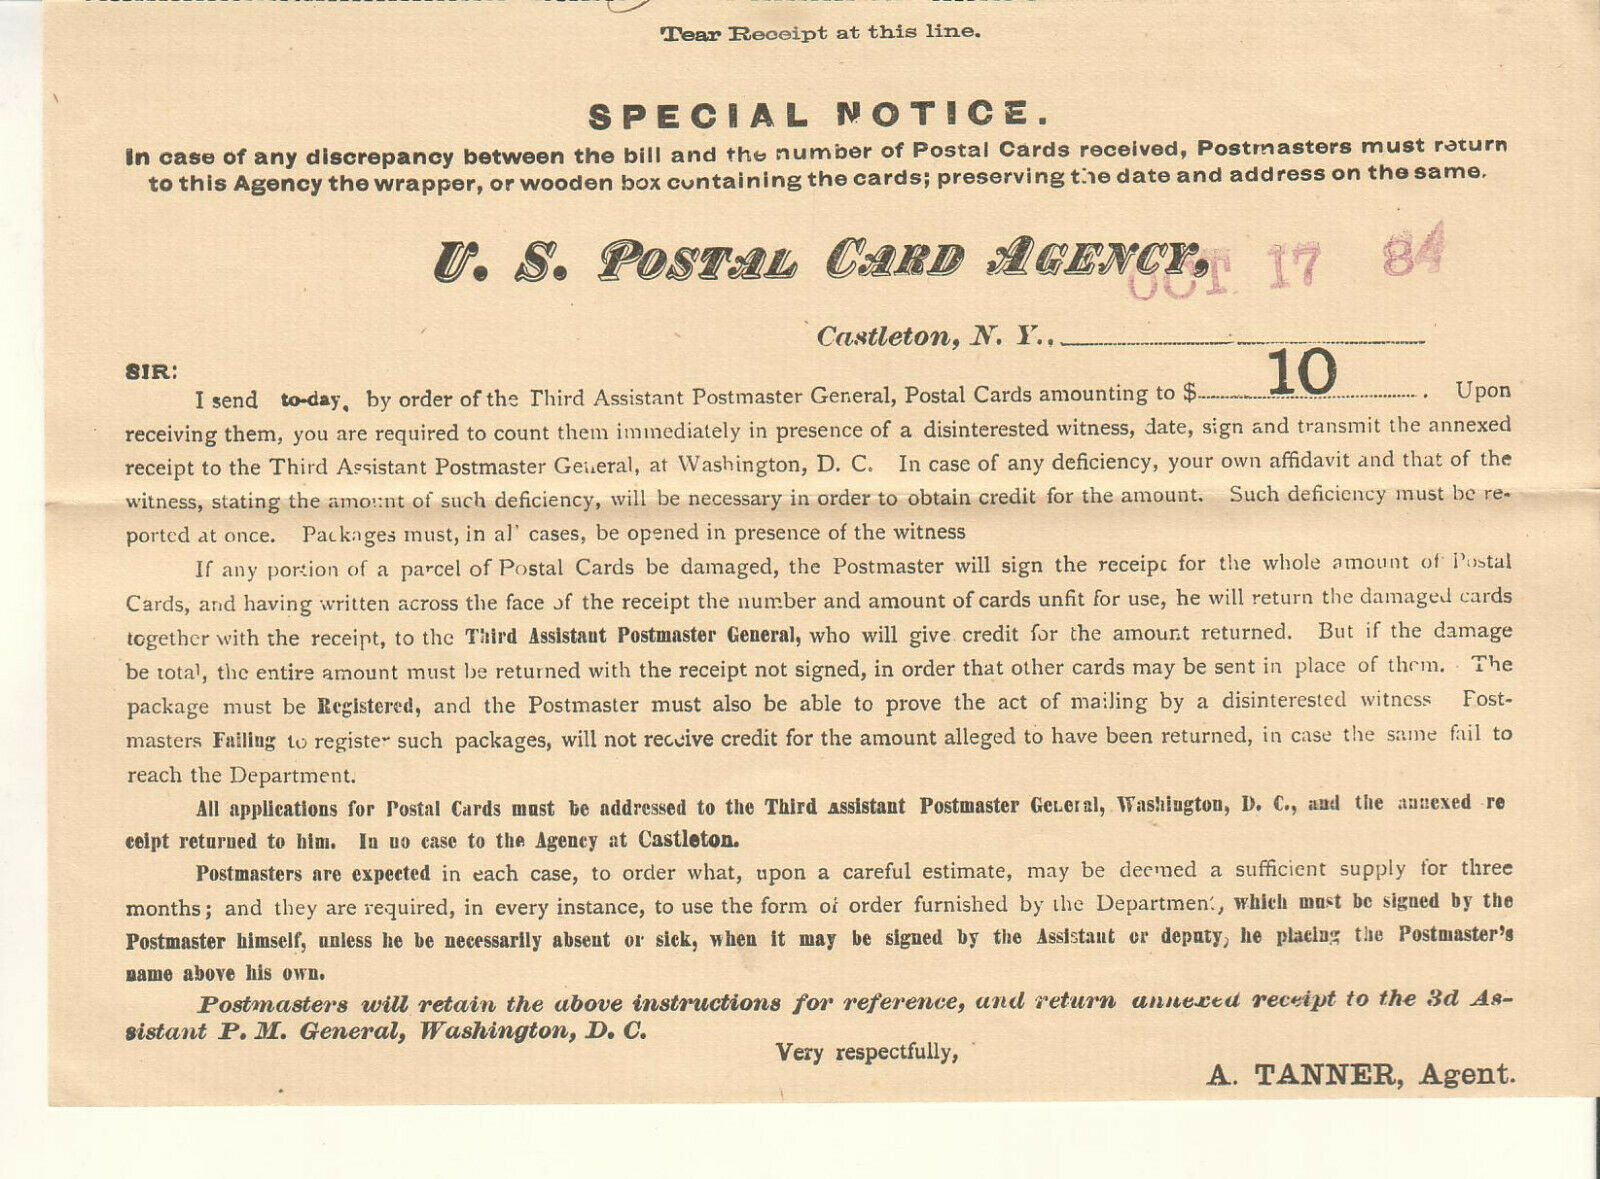 Tear Receipt at this line.
SPECIAL NOTICE.
In case of any discrepancy between the bill and the number of Postal Cards received, Postmasters must return
to this Agency the wrapper, or wooden box containing the cards; preserving the date and address on the same.
U. S. POSTAL CARD AGENCY,
OCT 17 84
Castleton, N. Y.,
SIR:
I send to-day, by order of the Third Assistant Postmaster General, Postal Cards amounting to $ 10 . Upon
receiving them, you are required to count them immediately in presence of a disinterested witness, date, sign and transmit the annexed
receipt to the Third Assistant Postmaster General, at Washington, D. C. In case of any deficiency, your own affidavit and that of the
witness, stating the amount of such deficiency, will be necessary in order to obtain credit for the amount. Such deficiency must be re-
ported at once. Packages must, in all cases, be opened in presence of the witness
If any portion of a parcel of Postal Cards be damaged, the Postmaster will sign the receipt for the whole amount of Postal
Cards, and having written across the face of the receipt the number and amount of cards unfit for use, he will return the damaged cards
together with the receipt, to the Third Assistant Postmaster General, who will give credit for the amount returned. But if the damage
be total, the entire amount must be returned with the receipt not signed, in order that other cards may be sent in place of them. The
package must be Registered, and the Postmaster must also be able to prove the act of mailing by a disinterested witness Post-
masters Failing to register such packages, will not receive credit for the amount alleged to have been returned, in case the same fail to
reach the Department.
All applications for Postal Cards must be addressed to the Third Assistant Postmaster General, Washington, D. C., and the annexed re
ceipt returned to him. In no case to the Agency at Castleton.
Postmasters are expected in each case, to order what, upon a careful estimate, may be deemed a sufficient supply for three
months; and they are required, in every instance, to use the form of order furnished by the Department, which must be signed by the
Postmaster himself, unless he be necessarily absent or sick, when it may be signed by the Assistant or deputy, he placing the Postmaster's
name above his own.
Postmasters will retain the above instructions for reference, and return annexed receipt to the 3d As-
sistant P. M. General, Washington, D. C.
Very respectfully,
A. TANNER, Agent.